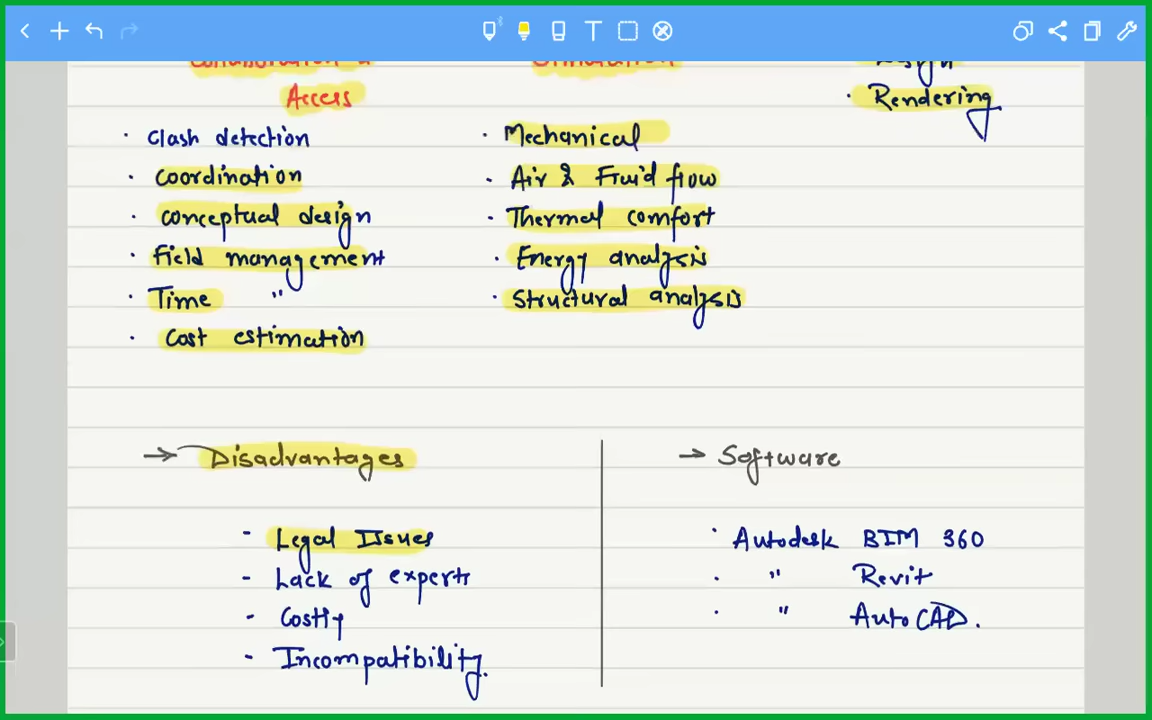 Access
· Rendering
· Clash detection
· coordination
· conceptual design
· Field management
· Time "
· Cost estimation
· Mechanical
· Air & Fluid flow
· Thermal comfort
· Energy analysis
· Structural analysis
→ Disadvantages
- Legal Issues
- Lack of experts
- Costly
- Incompatibility.
→ Software
· Autodesk BIM 360
· " Revit
· " AutoCAD.